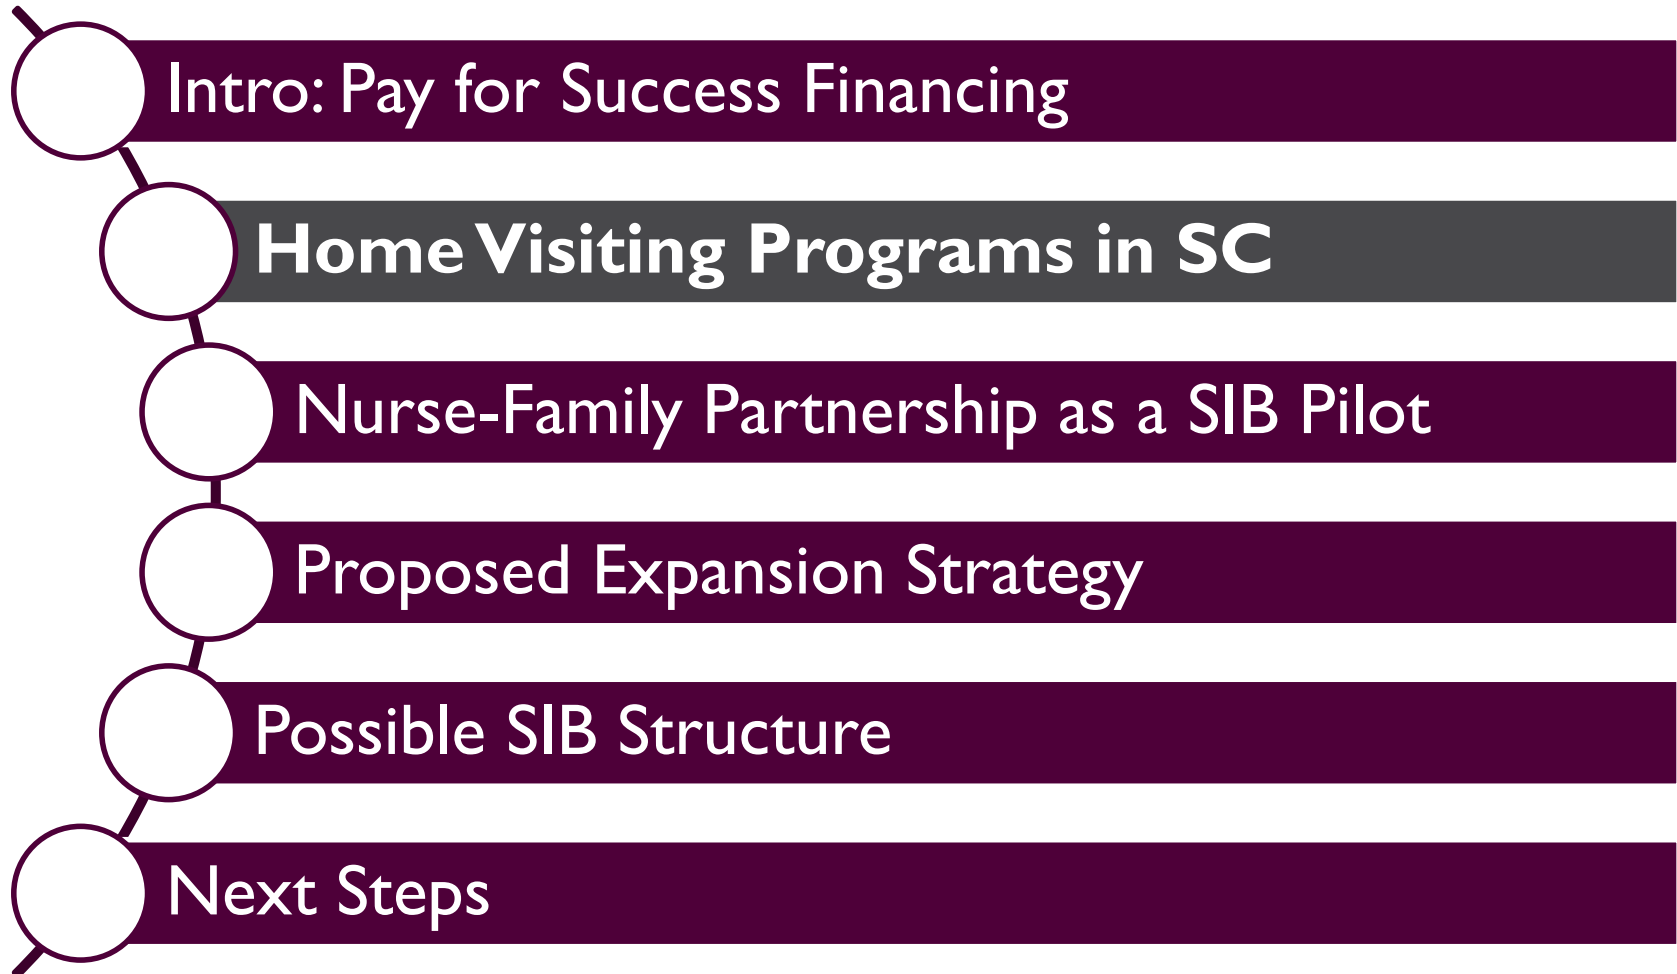 Intro: Pay for Success Financing
Home Visiting Programs in SC
Nurse-Family Partnership as a SIB Pilot
Proposed Expansion Strategy
Possible SIB Structure
Next Steps